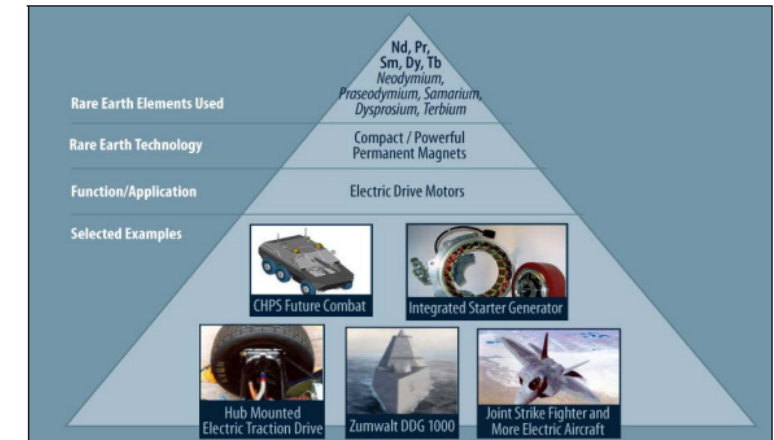 Nd, Pr,
Sm, Dy, Tb
Neodymium,
Praseodymium, Samarium,
Dysprosium, Terbium
Rare Earth Elements Used
Rare Earth Technology
Compact / Powerful
Permanent Magnets
Function/Application
Electric Drive Motors
Selected Examples
CHPS Future Combat
Integrated Starter Generator
Hub Mounted
Electric Traction Drive
Zumwalt DDG 1000
Joint Strike Fighter and
More Electric Aircraft